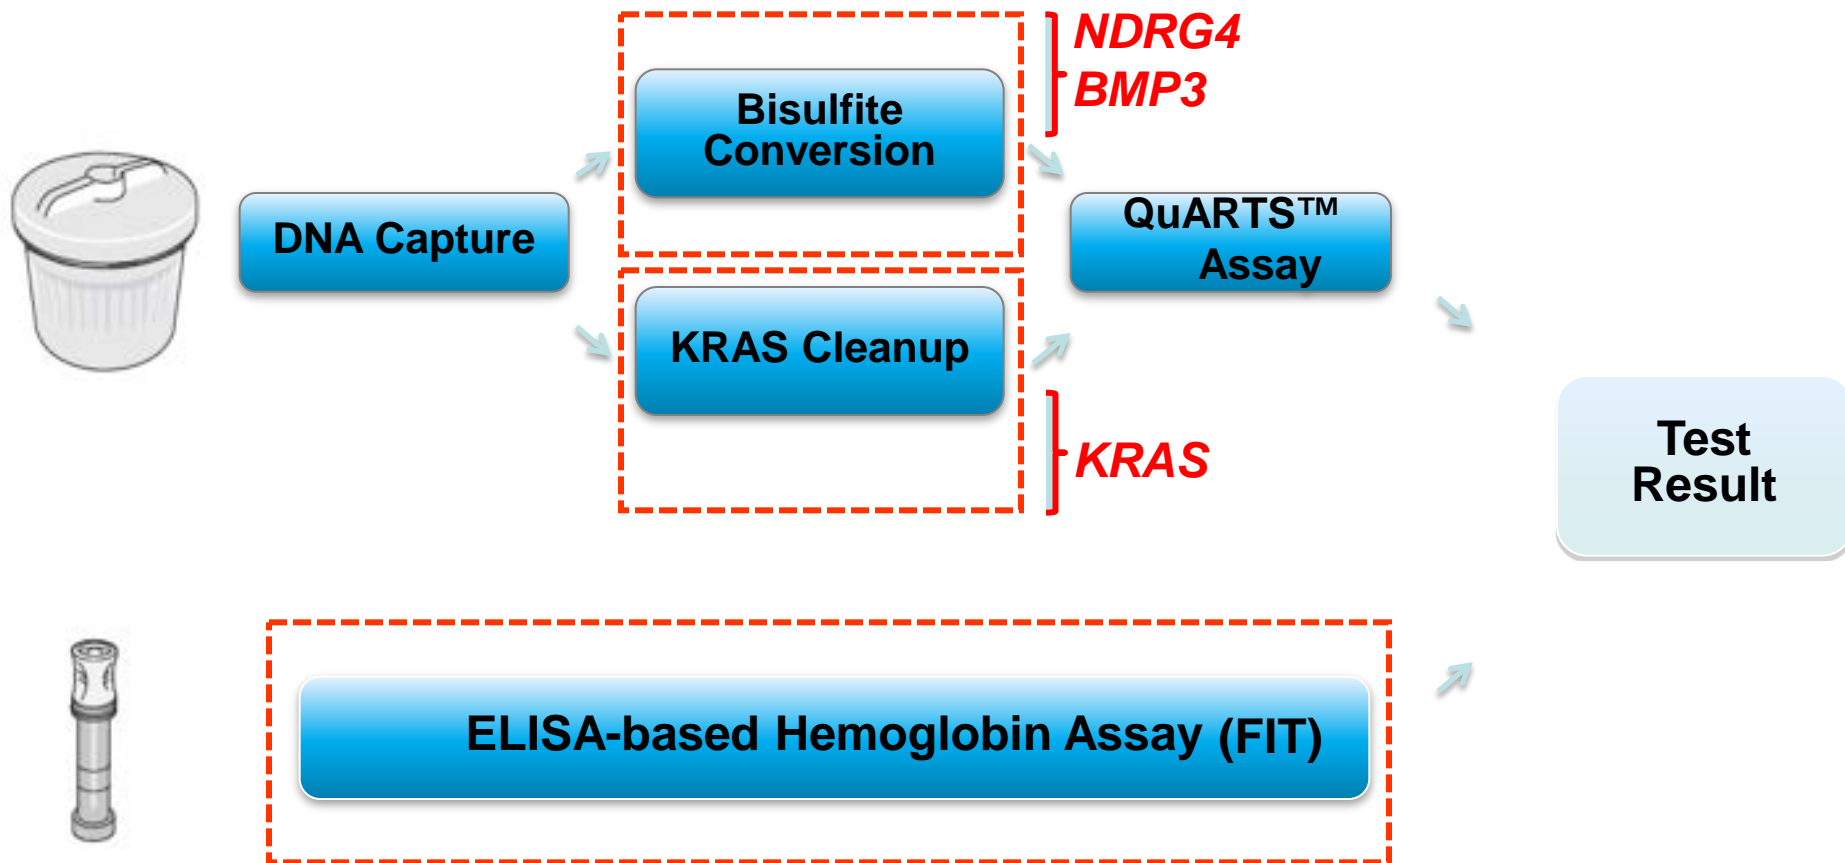 NDRG4
BMP3
Bisulfite
Conversion
DNA Capture
QuARTS™
Assay
KRAS Cleanup
KRAS
Test
Result
ELISA-based Hemoglobin Assay (FIT)